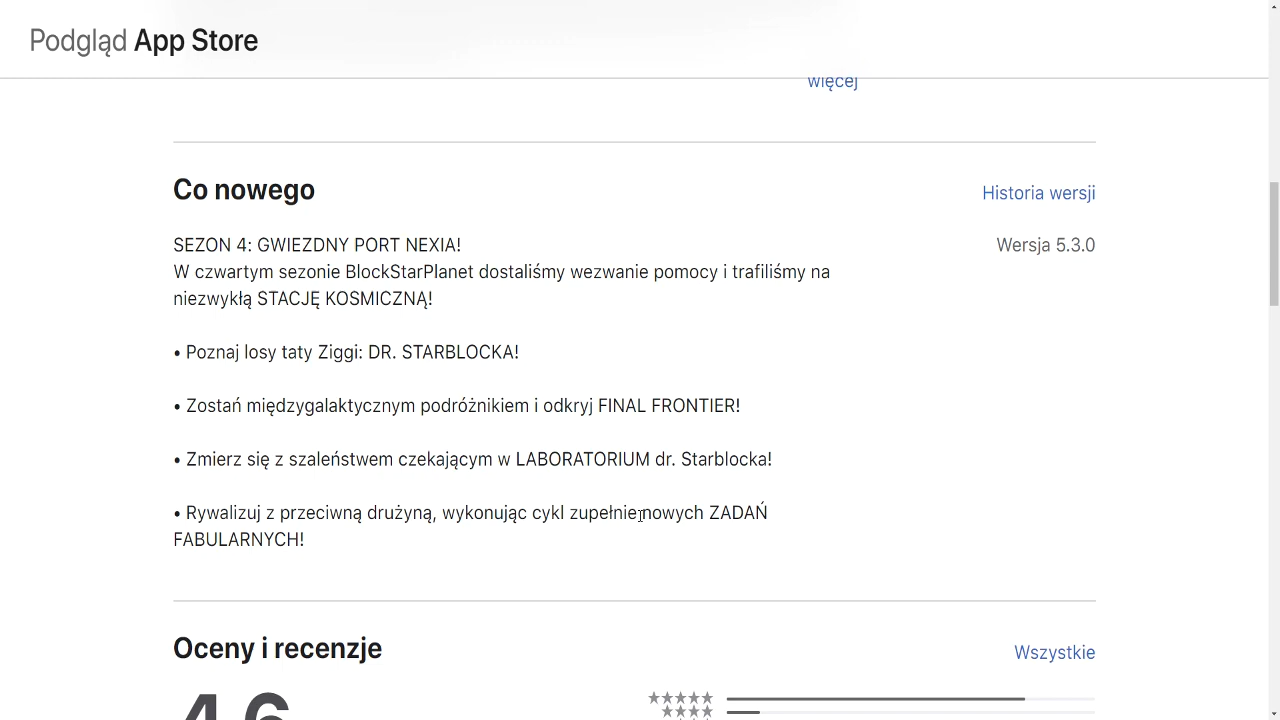 Podgląd App Store
więcej
Co nowego
Historia wersji
SEZON 4: GWIEZDNY PORT NEXIA!
Wersja 5.3.0
W czwartym sezonie BlockStarPlanet dostaliśmy wezwanie pomocy i trafiliśmy na
niezwykłą STACJĘ KOSMICZNĄ!
• Poznaj losy taty Ziggi: DR. STARBLOCKA!
• Zostań międzygalaktycznym podróżnikiem i odkryj FINAL FRONTIER!
• Zmierz się z szaleństwem czekającym w LABORATORIUM dr. Starblocka!
• Rywalizuj z przeciwną drużyną, wykonując cykl zupełnie nowych ZADAŃ
FABULARNYCH!
Oceny i recenzje
Wszystkie
4,6